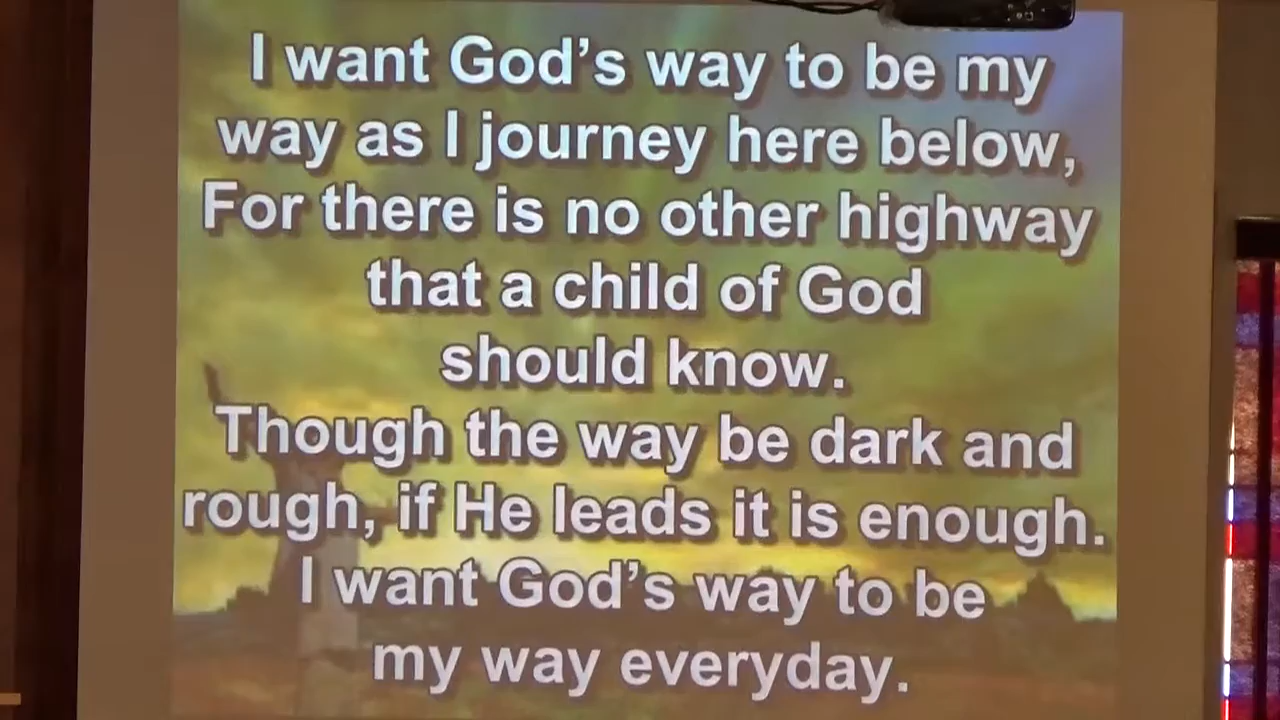 I want God’s way to be my
way as I journey here below,
For there is no other highway
that a child of God
should know.
Though the way be dark and
rough, if He leads it is enough.
I want God’s way to be
my way everyday.